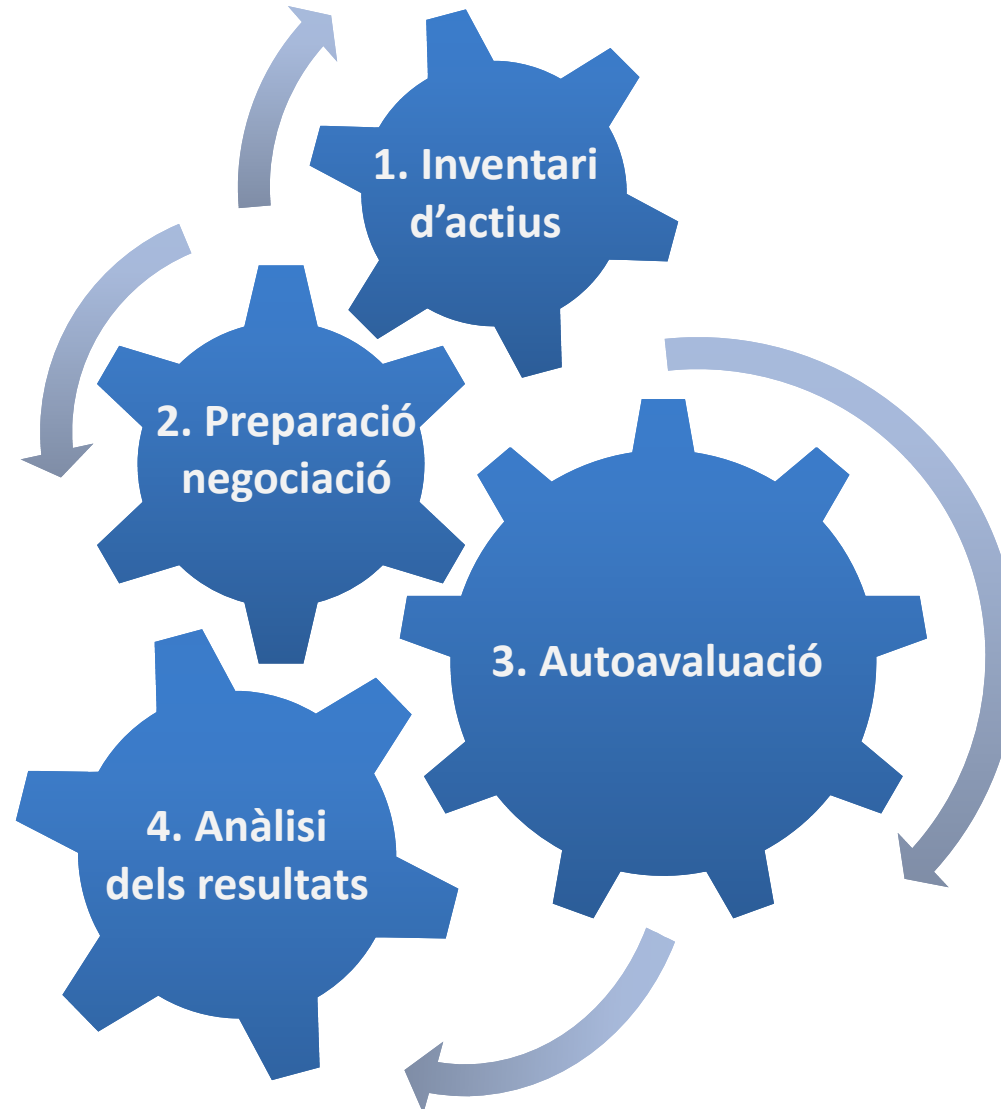 1. Inventari
d’actius
2. Preparació
negociació
3. Autoavaluació
4. Anàlisi
dels resultats